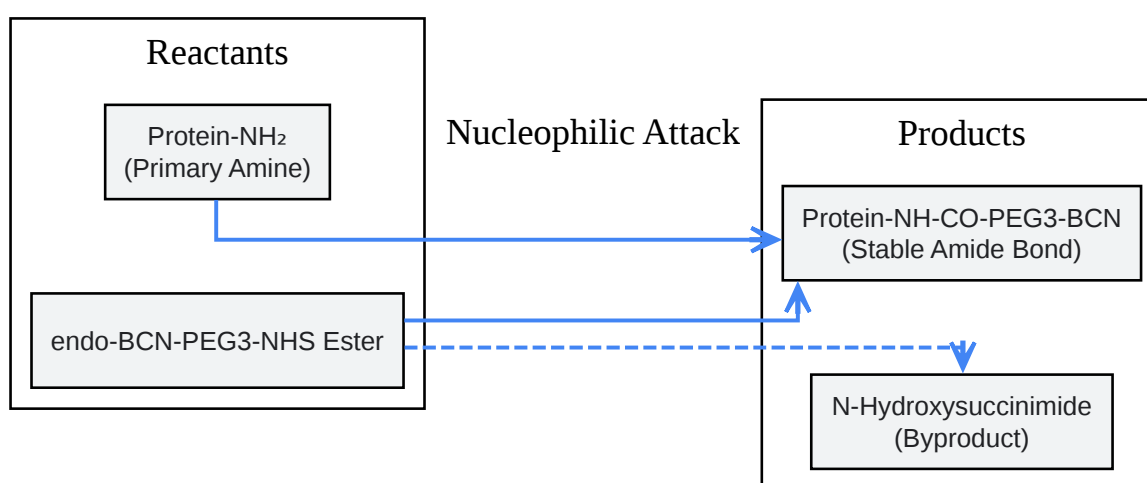 Reactants
Protein-NH₂
(Primary Amine)
endo-BCN-PEG3-NHS Ester
Nucleophilic Attack
Products
Protein-NH-CO-PEG3-BCN
(Stable Amide Bond)
N-Hydroxysuccinimide
(Byproduct)